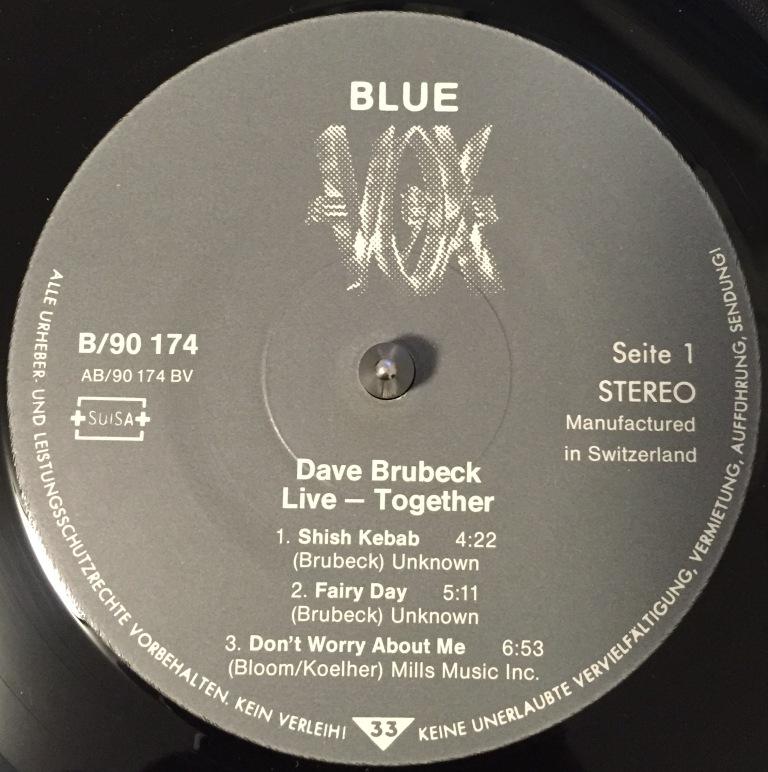 BLUE
VOX
B/90 174
AB/90 174 BV
SUISA
Seite 1
STEREO
Manufactured
in Switzerland
Dave Brubeck
Live – Together
1. Shish Kebab 4:22
(Brubeck) Unknown
2. Fairy Day 5:11
(Brubeck) Unknown
3. Don't Worry About Me 6:53
(Bloom/Koelher) Mills Music Inc.
ALLE URHEBER- UND LEISTUNGSSCHUTZRECHTE VORBEHALTEN. KEIN VERLEIH! 33 KEINE UNERLAUBTE VERVIELFÄLTIGUNG, VERMIETUNG, AUFFÜHRUNG, SENDUNG!